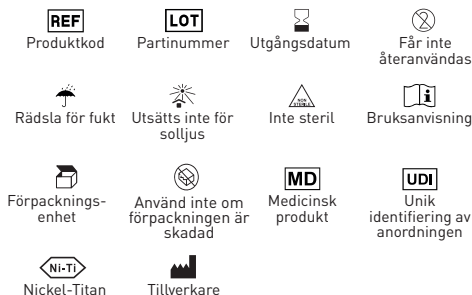 REF
LOT
Produktkod
Partinummer
Utgångsdatum
Får inte
återanvändas
2
NON
STERILE
i
Rädsla för fukt
Utsätts inte för
solljus
Inte steril
Bruksanvisning
MD
UDI
Förpacknings-
enhet
Använd inte om
förpackningen är
skadad
Medicinsk
produkt
Unik
identifiering av
anordningen
Ni-Ti
Nickel-Titan
Tillverkare